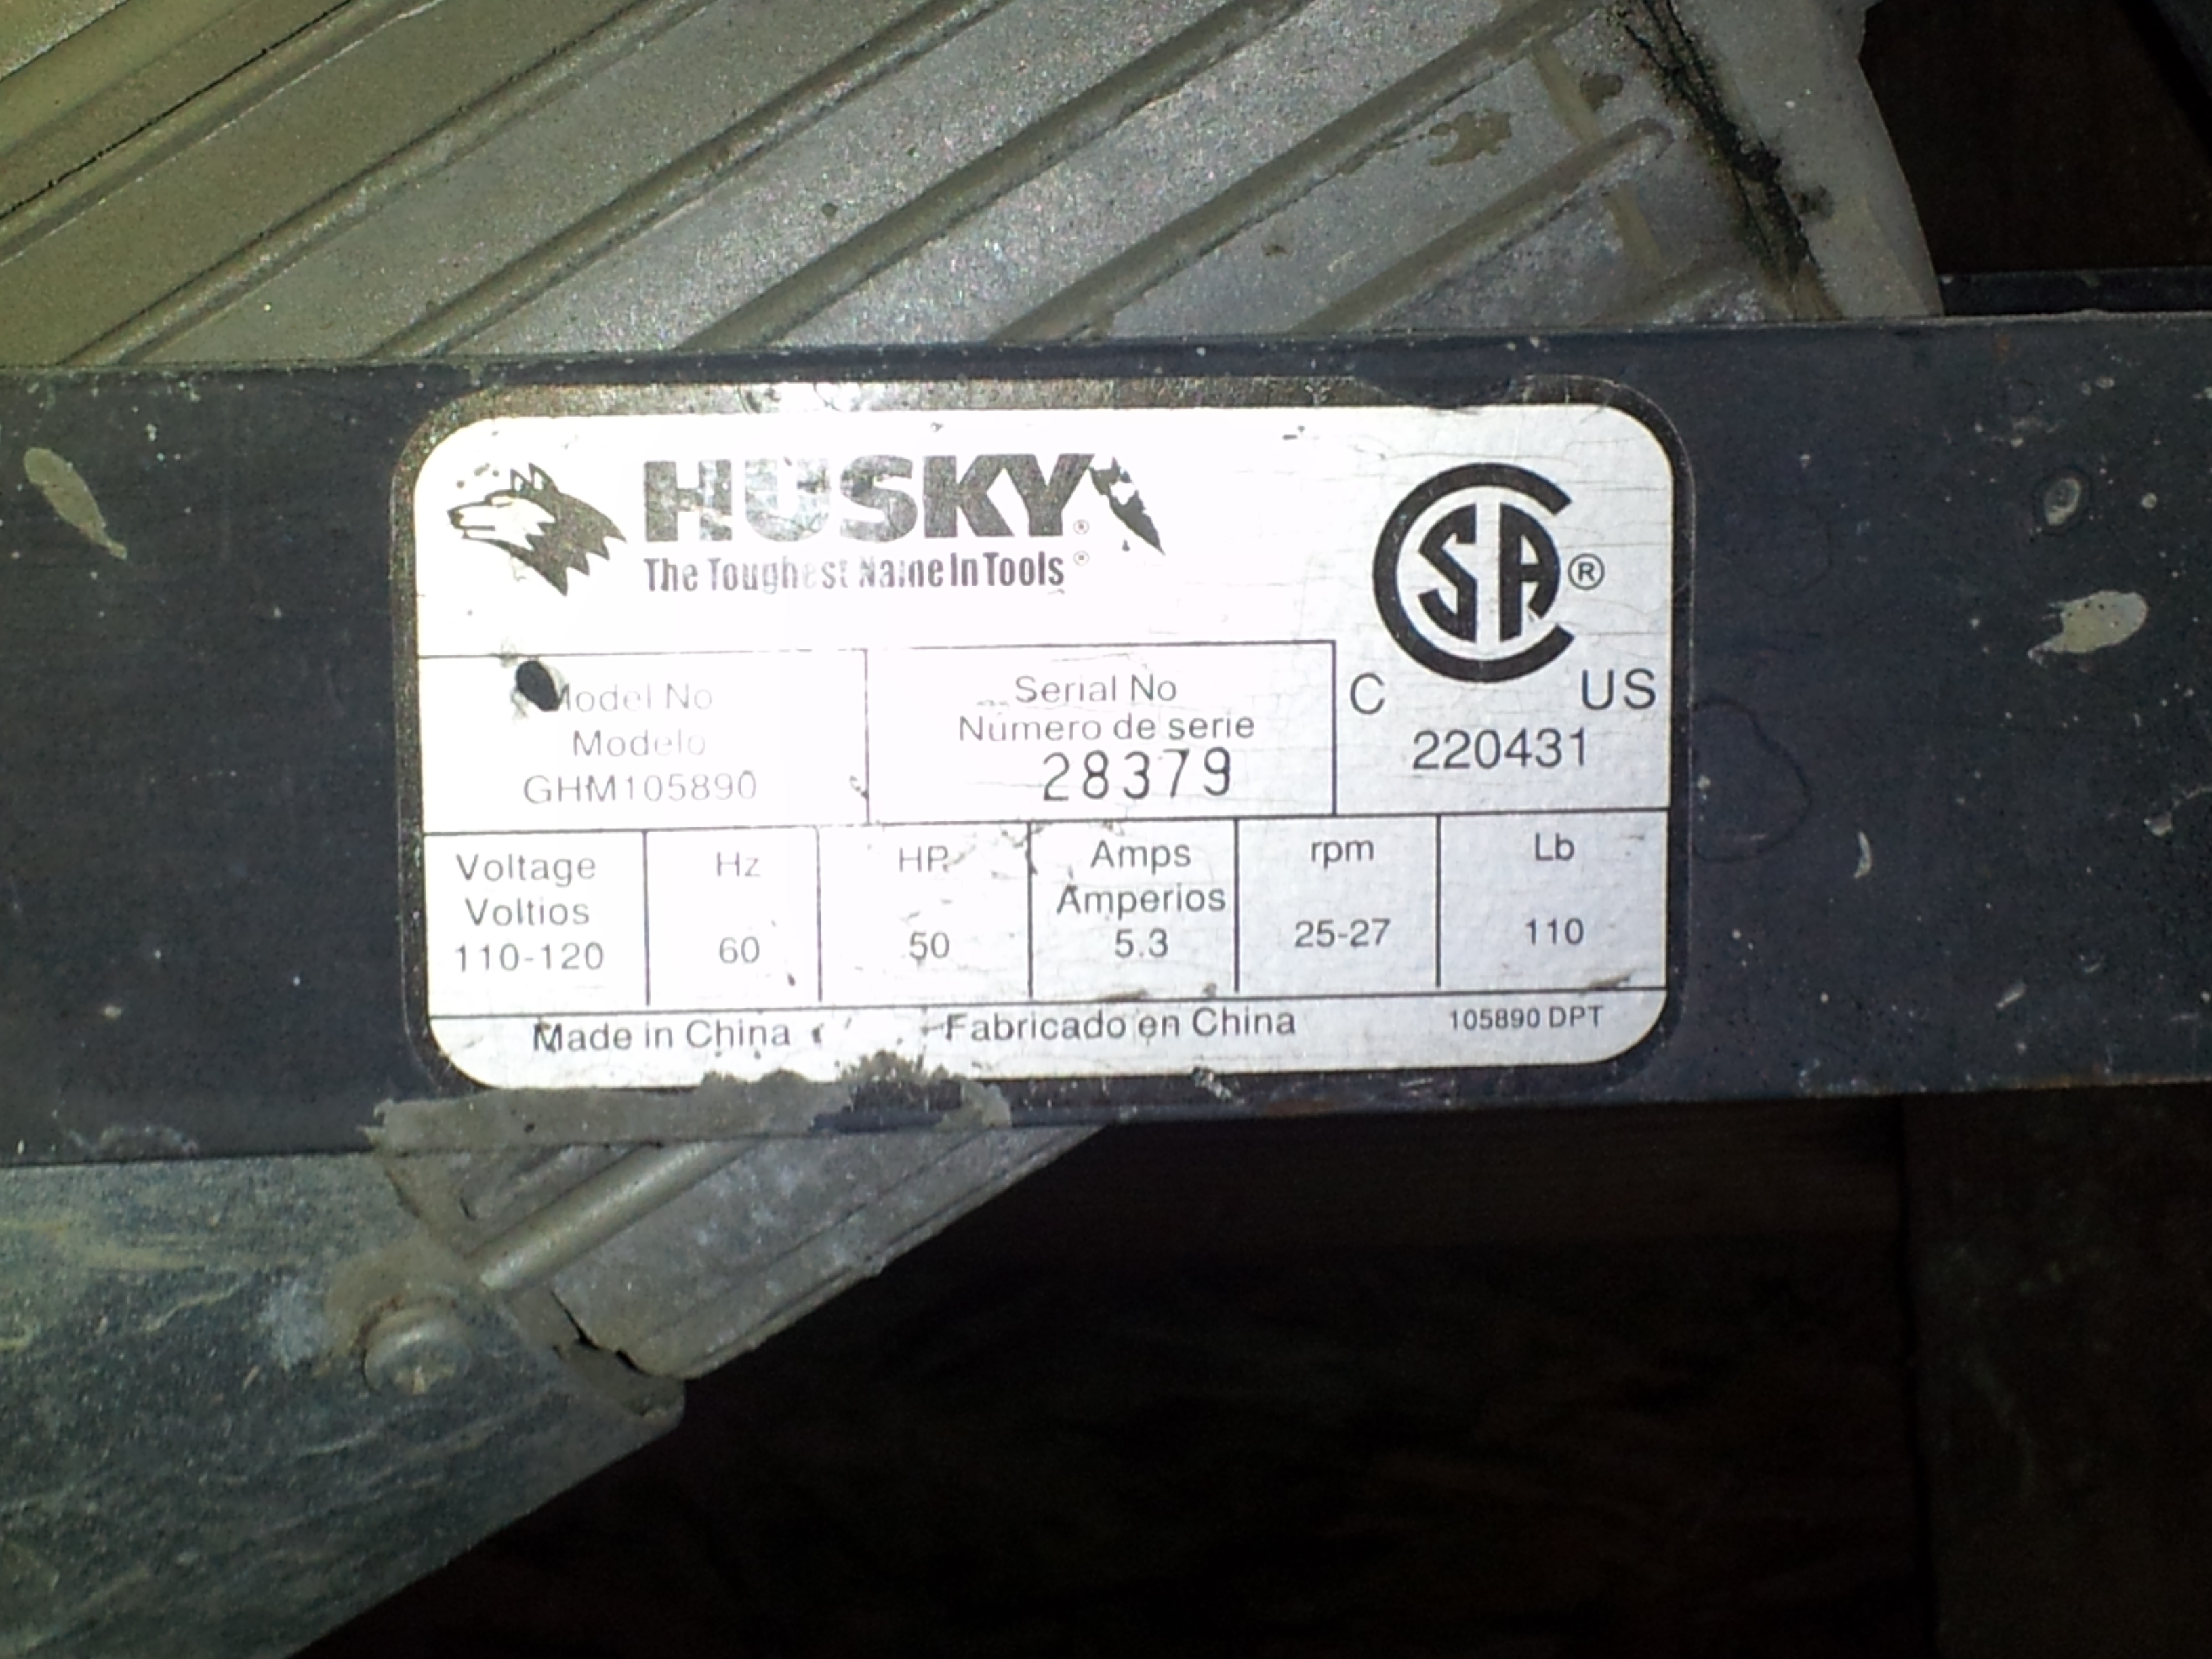 HUSKY®
The Toughest Name In Tools®
CSA®
C US
220431
Model No
Modelo
GHM105890
Serial No
Número de serie
28379
Voltage
Voltios
110-120
Hz
60
HP
50
Amps
Amperios
5.3
rpm
25-27
Lb
110
Made in China
Fabricado en China
105890 DPT